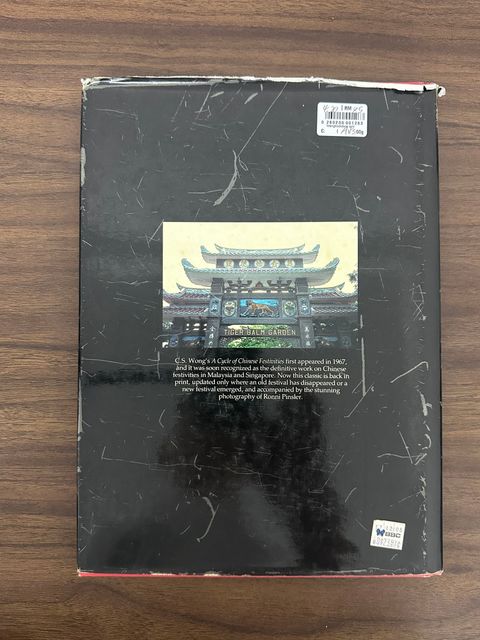 RM
TIGER BALM GARDEN
C.S. Wong's A Cycle of Chinese Festivities first appeared in 1967,
and it was soon recognized as the definitive work on Chinese
festivities in Malaysia and Singapore. Now this classic is back in
print, updated only where an old festival has disappeared or a
new festival emerged, and accompanied by the stunning
photography of Ronni Pinsler.
BBC